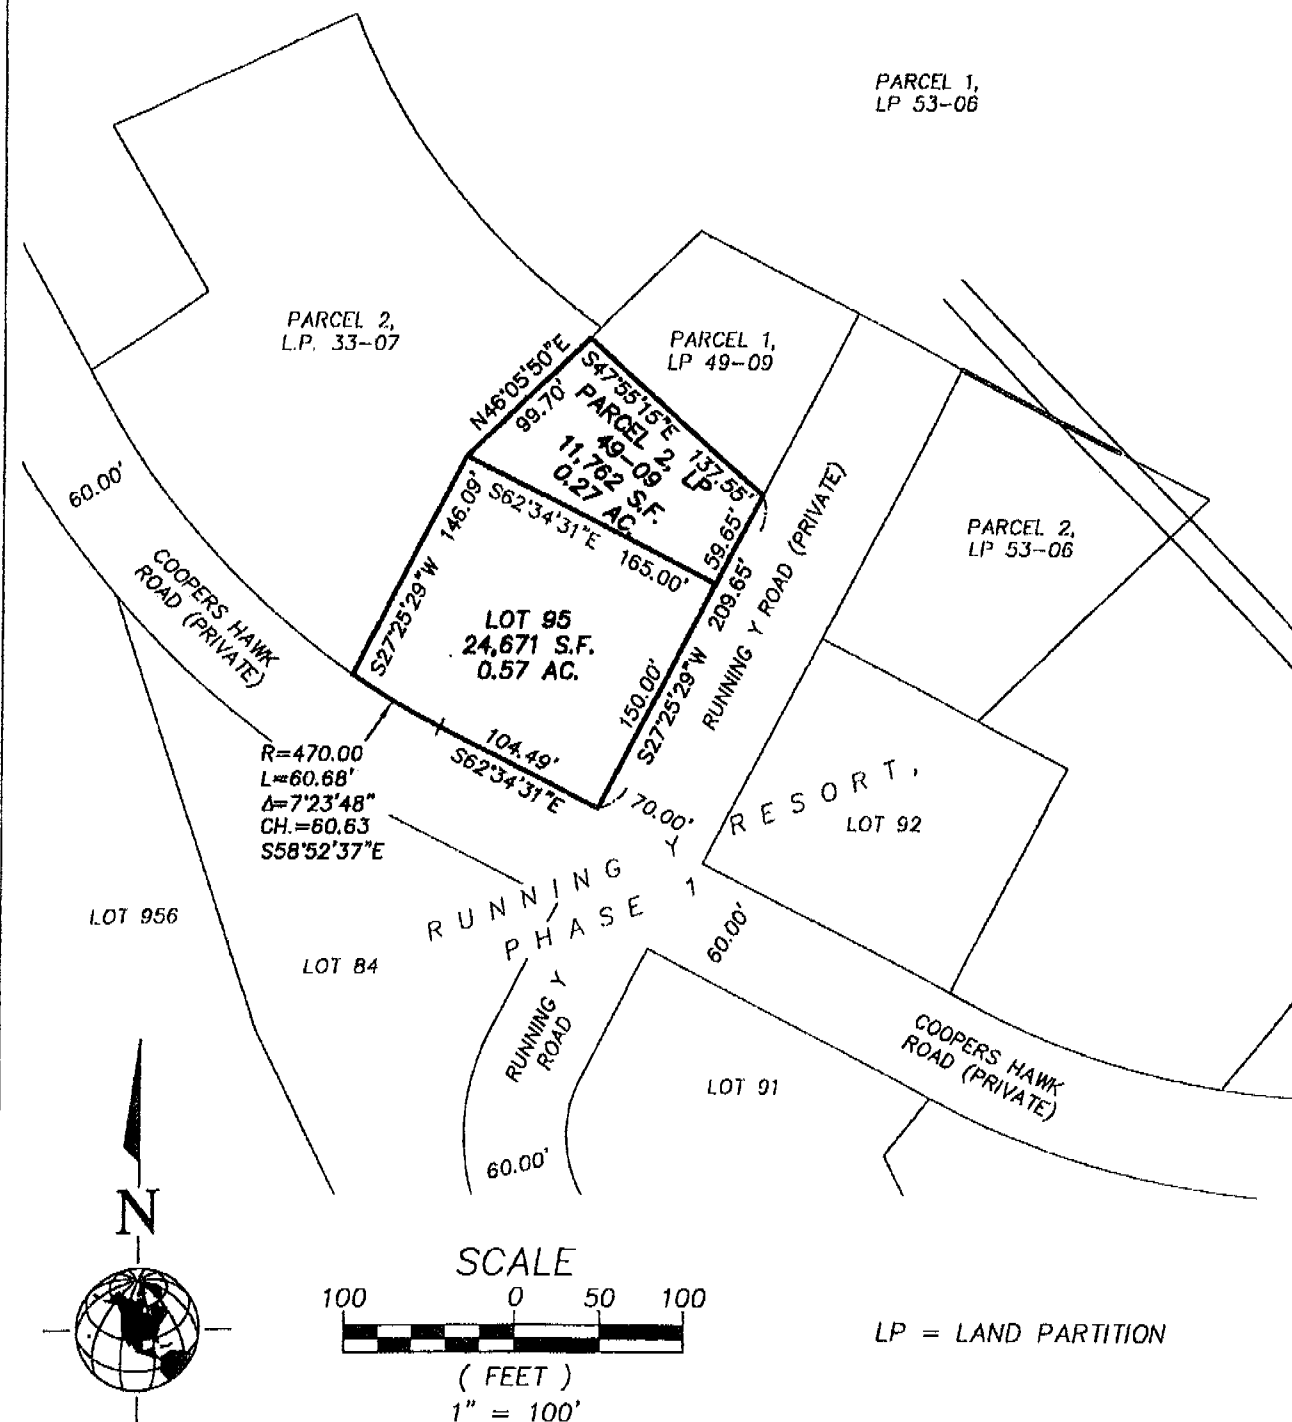 PARCEL 1,
LP 53-06
PARCEL 2,
L.P. 33-07
PARCEL 1,
LP 49-09
N46°05'50"E
99.70'
S47°55'15"E 137.55'
PARCEL 2, LP
49-09
11,762 S.F.
0.27 AC.
60.00'
COOPERS HAWK
ROAD (PRIVATE)
S27°25'29"W 146.09'
S62°34'31"E 165.00'
59.65'
RUNNING Y ROAD (PRIVATE)
PARCEL 2,
LP 53-06
LOT 95
24,671 S.F.
0.57 AC.
150.00'
S27°25'29"W 209.65'
104.49'
S62°34'31"E
R=470.00
L=60.68'
Δ=7°23'48"
CH.=60.63
S58°52'37"E
70.00'
LOT 92
RUNNING Y RESORT,
PHASE 1
LOT 956
LOT 84
60.00'
RUNNING Y
ROAD
COOPERS HAWK
ROAD (PRIVATE)
LOT 91
60.00'
N
SCALE
100 0 50 100
( FEET )
1" = 100'
LP = LAND PARTITION